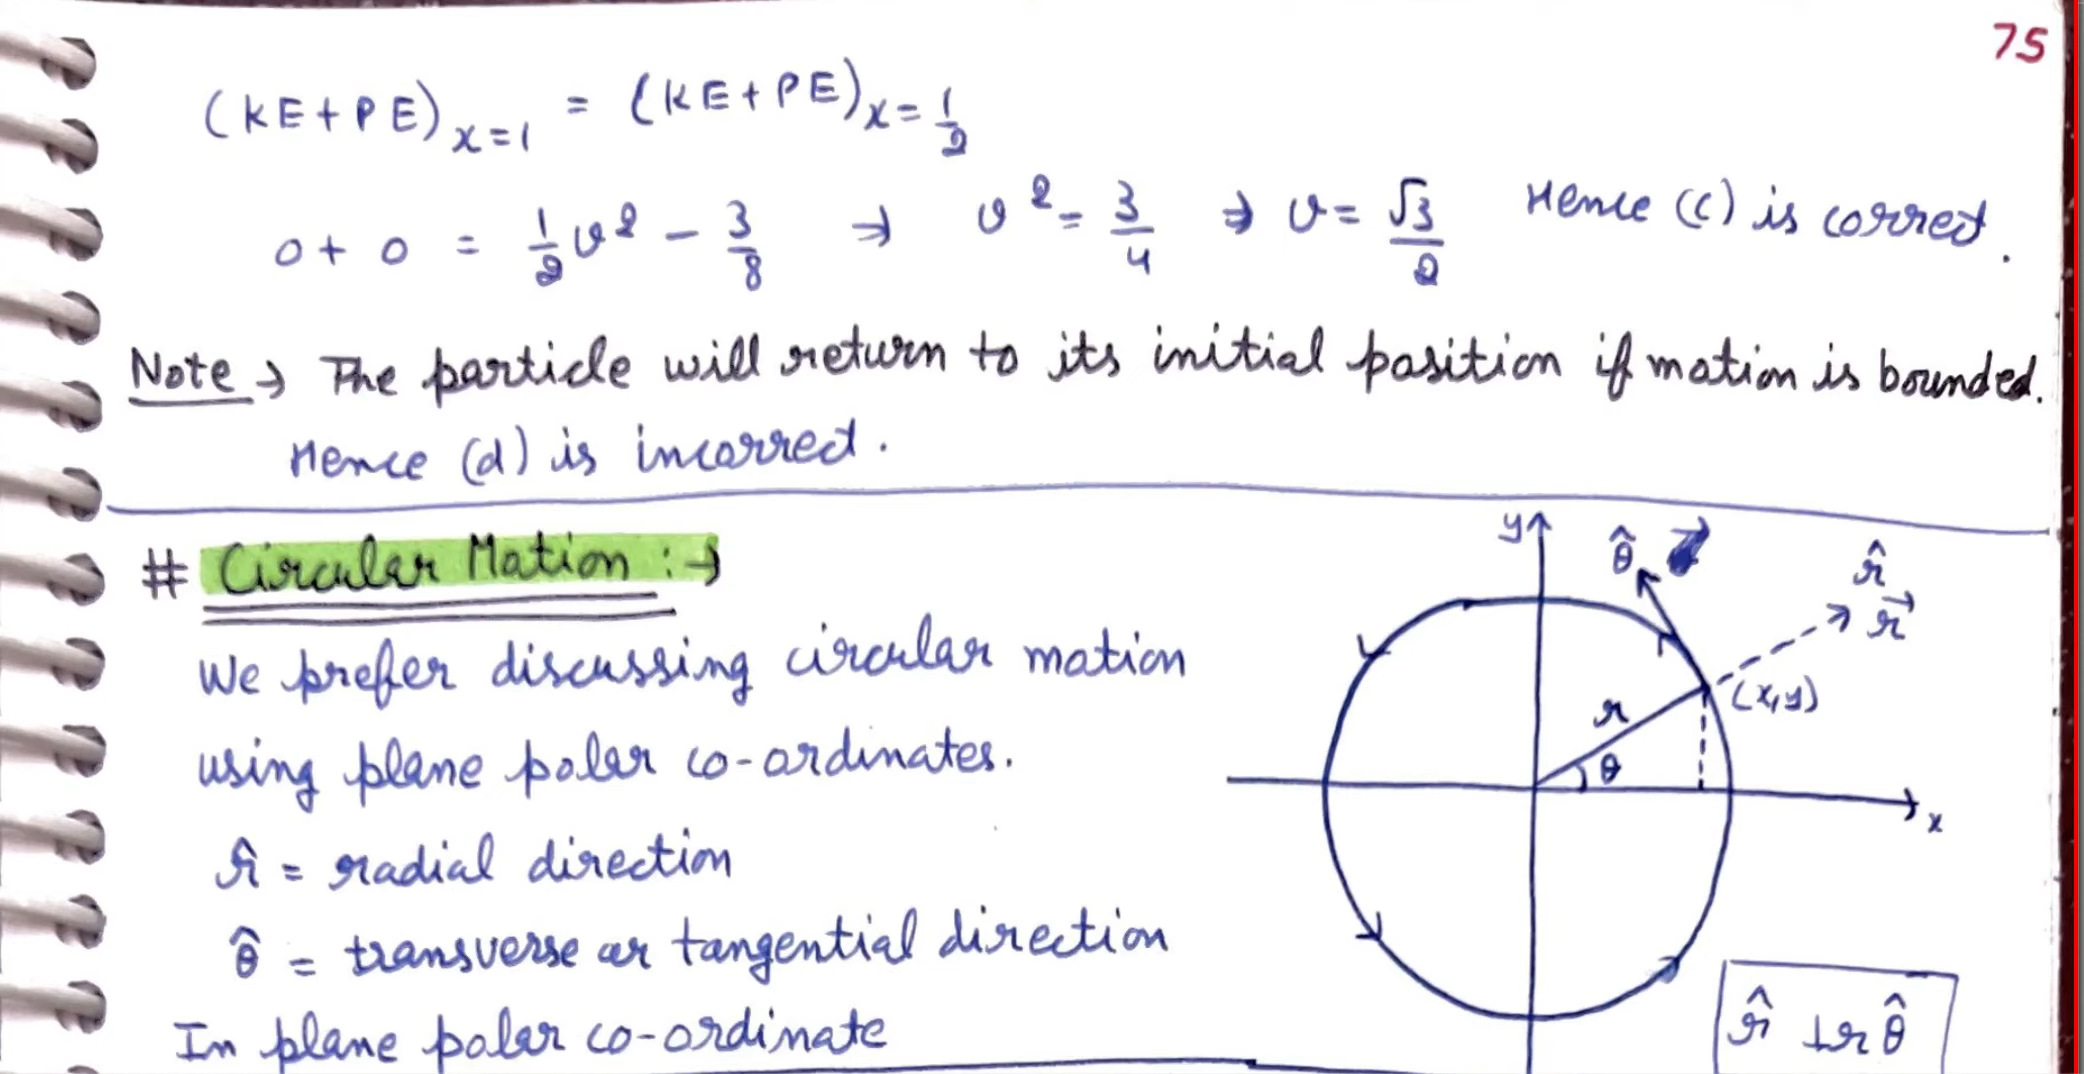 75
(KE+PE)x=1 = (KE+PE)x=1/2
0+0 = 1/2 v² - 3/8 ⇒ v² = 3/4 ⇒ v = √3/2 Hence (c) is correct.
Note → The particle will return to its initial position if motion is bounded.
Hence (d) is incorrect.
# Circular Motion :→
We prefer discussing circular motion
using plane polar co-ordinates.
r̂ = radial direction
θ̂ = transverse or tangential direction
In plane polar co-ordinate
y
θ̂
r̂
r⃗
(x,y)
r
θ
x
r̂ ⊥r θ̂